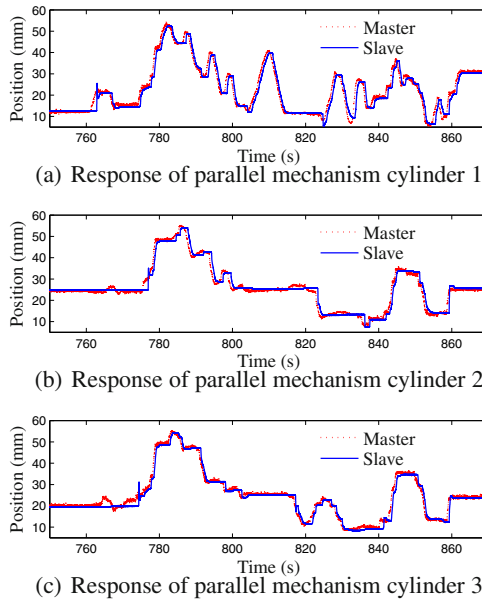 60
50
40
30
20
10
Position (mm)
Master
Slave
760 780 800 820 840 860
Time (s)
(a) Response of parallel mechanism cylinder 1
60
50
40
30
20
10
Position (mm)
Master
Slave
760 780 800 820 840 860
Time (s)
(b) Response of parallel mechanism cylinder 2
60
50
40
30
20
10
Position (mm)
Master
Slave
760 780 800 820 840 860
Time (s)
(c) Response of parallel mechanism cylinder 3